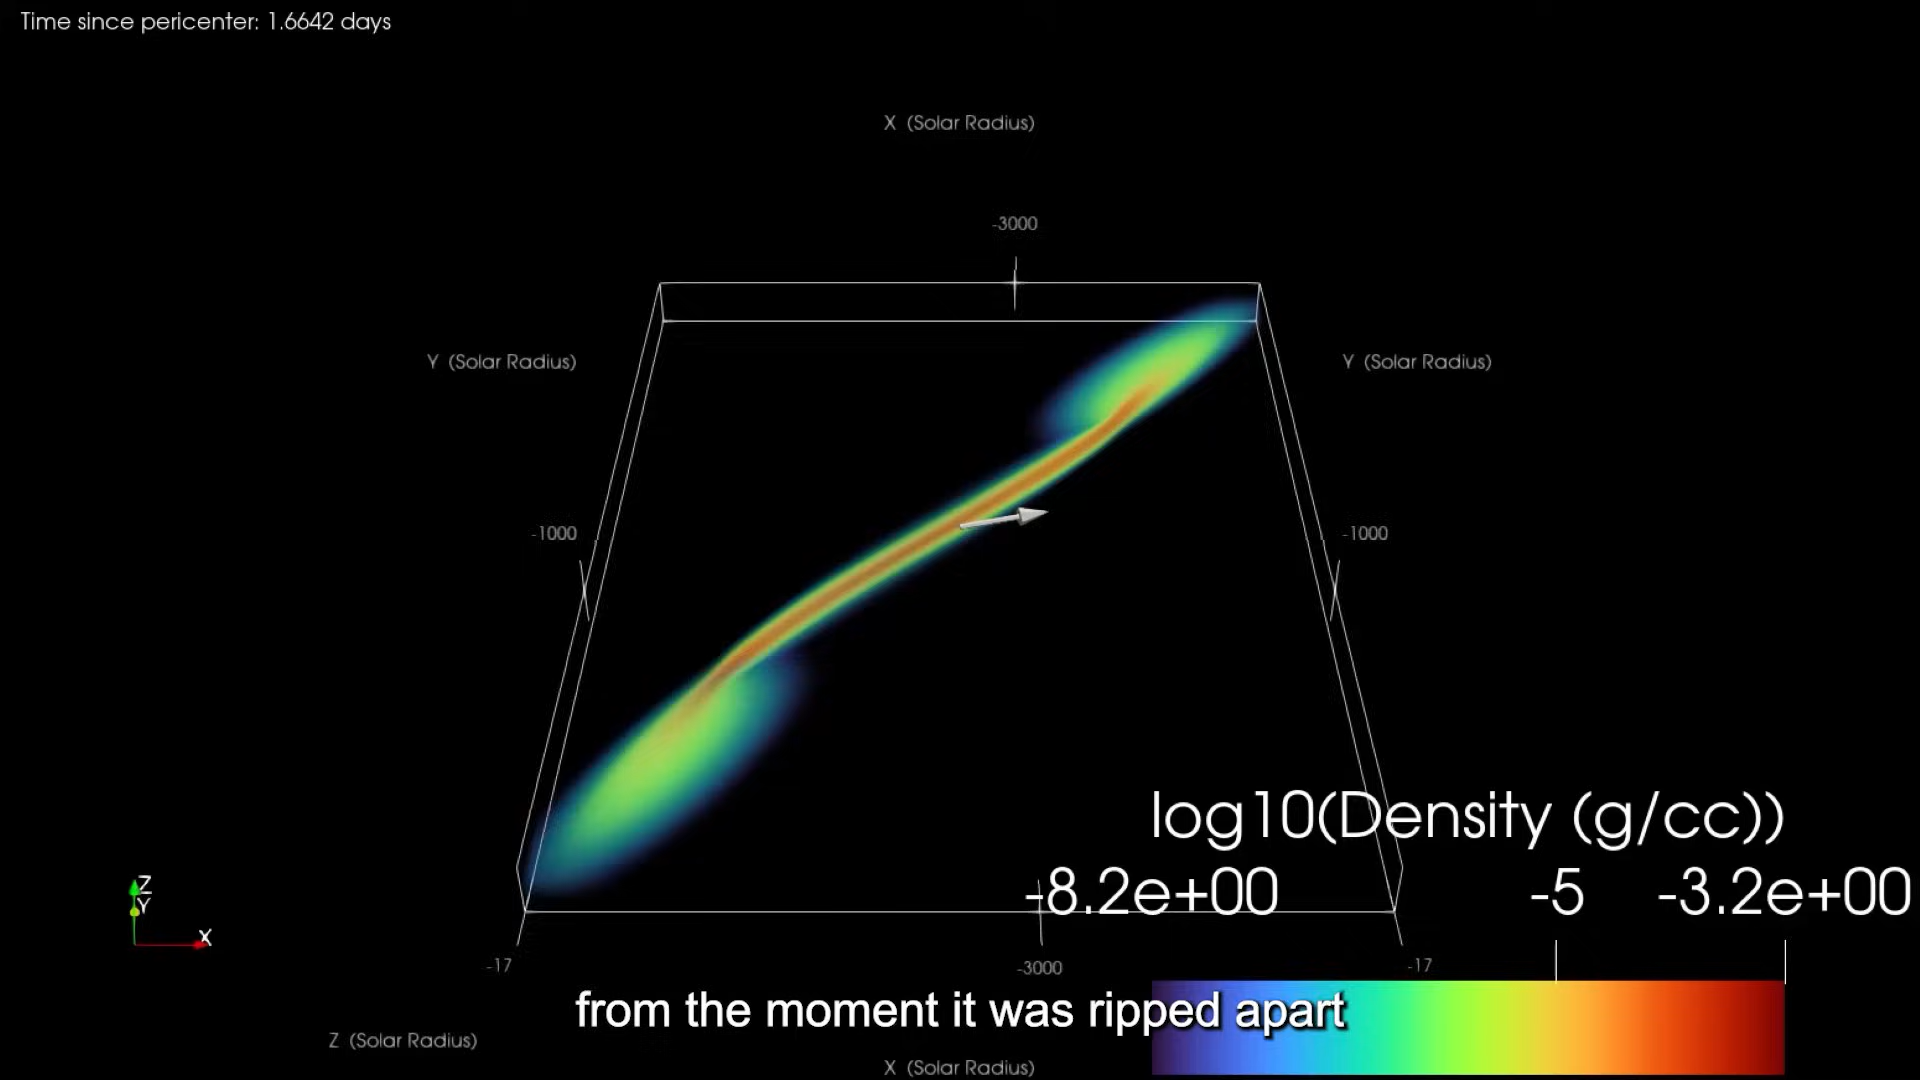 Time since pericenter: 1.6642 days
X (Solar Radius)
-3000
Y (Solar Radius)
Y (Solar Radius)
-1000
-1000
log10(Density (g/cc))
-8.2e+00
-5
-3.2e+00
Z
Y
X
-17
-3000
-17
from the moment it was ripped apart
Z (Solar Radius)
X (Solar Radius)